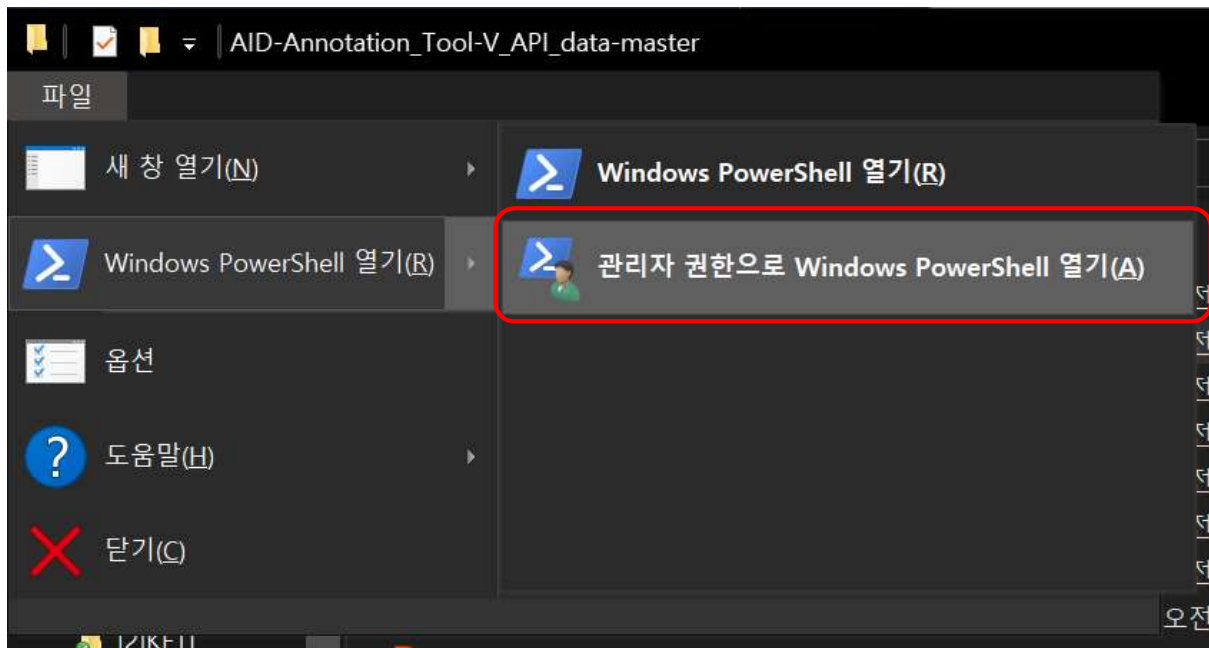 AID-Annotation_Tool-V_API_data-master
파일
새 창 열기(N)
Windows PowerShell 열기(R)
Windows PowerShell 열기(R)
관리자 권한으로 Windows PowerShell 열기(A)
옵션
도움말(H)
닫기(C)
오전